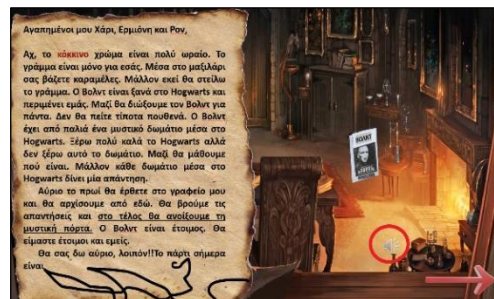 Αγαπημένοι μου Χάρι, Ερμιόνη και Ρον,
Αχ, το κόκκινο χρώμα είναι πολύ ωραίο. Το
γράμμα είναι μόνο για εσάς. Μέσα στο μαξιλάρι
σας βάζετε καραμέλες. Μάλλον εκεί θα στείλω
το γράμμα. Ο Βολντ είναι ξανά στο Hogwarts και
περιμένει εμάς. Μαζί θα διώξουμε τον Βολντ για
πάντα. Δεν θα πείτε τίποτα πουθενά. Ο Βολντ
έχει από παλιά ένα μυστικό δωμάτιο μέσα στο
Hogwarts. Ξέρω πολύ καλά το Hogwarts αλλά
δεν ξέρω αυτό το δωμάτιο. Μαζί θα μάθουμε
πού είναι. Μάλλον κάθε δωμάτιο μέσα στο
Hogwarts δίνει μία απάντηση.
Αύριο το πρωί θα έρθετε στο γραφείο μου
και θα αρχίσουμε από εδώ. Θα βρούμε τις
απαντήσεις και στο τέλος θα ανοίξουμε τη
μυστική πόρτα. Ο Βολντ είναι έτοιμος. Θα
είμαστε έτοιμοι και εμείς.
Θα σας δω αύριο, λοιπόν!!Το πάρτι σήμερα
είναι
ΒΟΛΝΤ